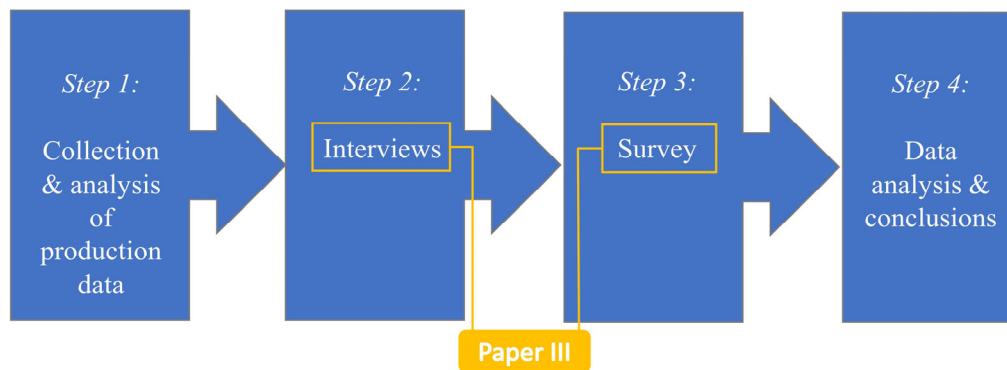 Step 1:
Collection
& analysis
of
production
data
Step 2:
Interviews
Step 3:
Survey
Step 4:
Data
analysis &
conclusions
Paper III